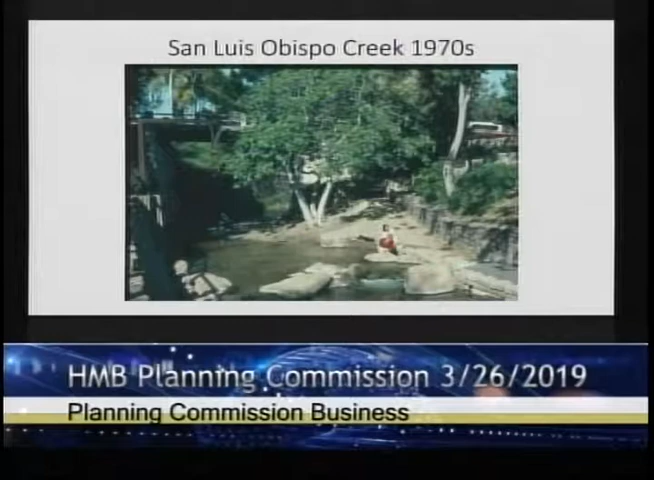 San Luis Obispo Creek 1970s
HMB Planning Commission 3/26/2019
Planning Commission Business